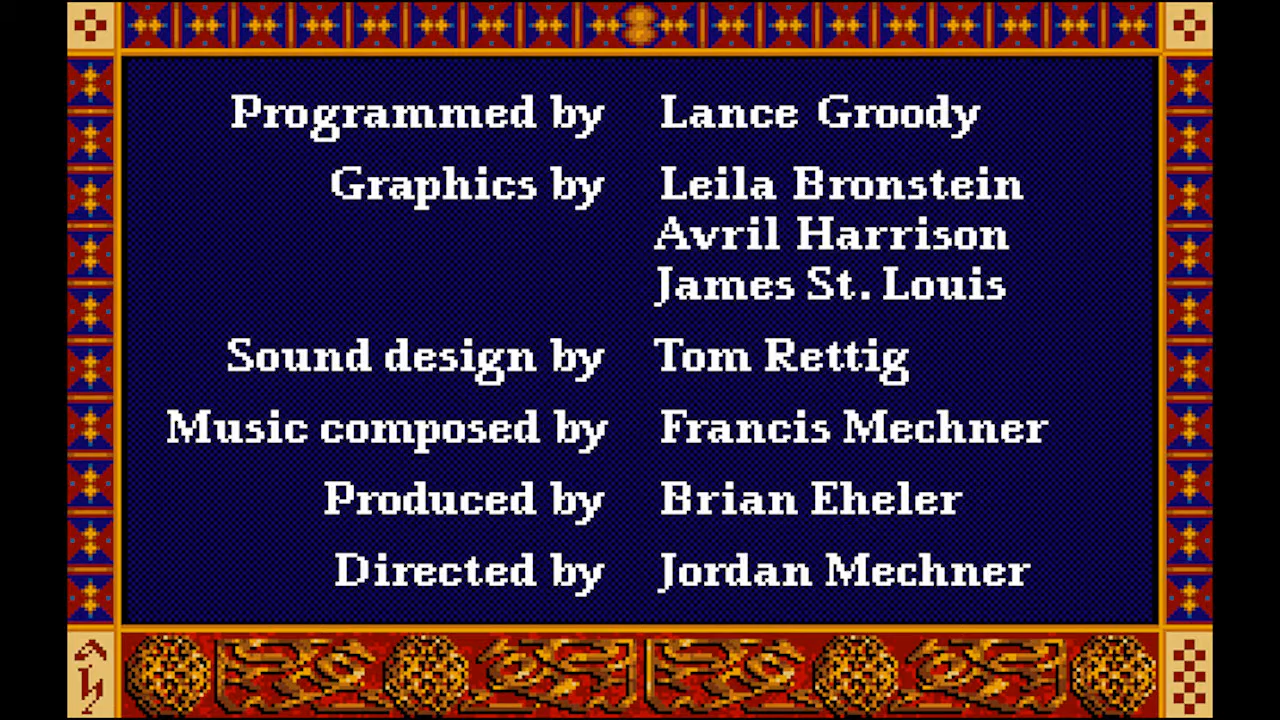 Programmed by Lance Groody
Graphics by Leila Bronstein
Avril Harrison
James St. Louis
Sound design by Tom Rettig
Music composed by Francis Mechner
Produced by Brian Eheler
Directed by Jordan Mechner